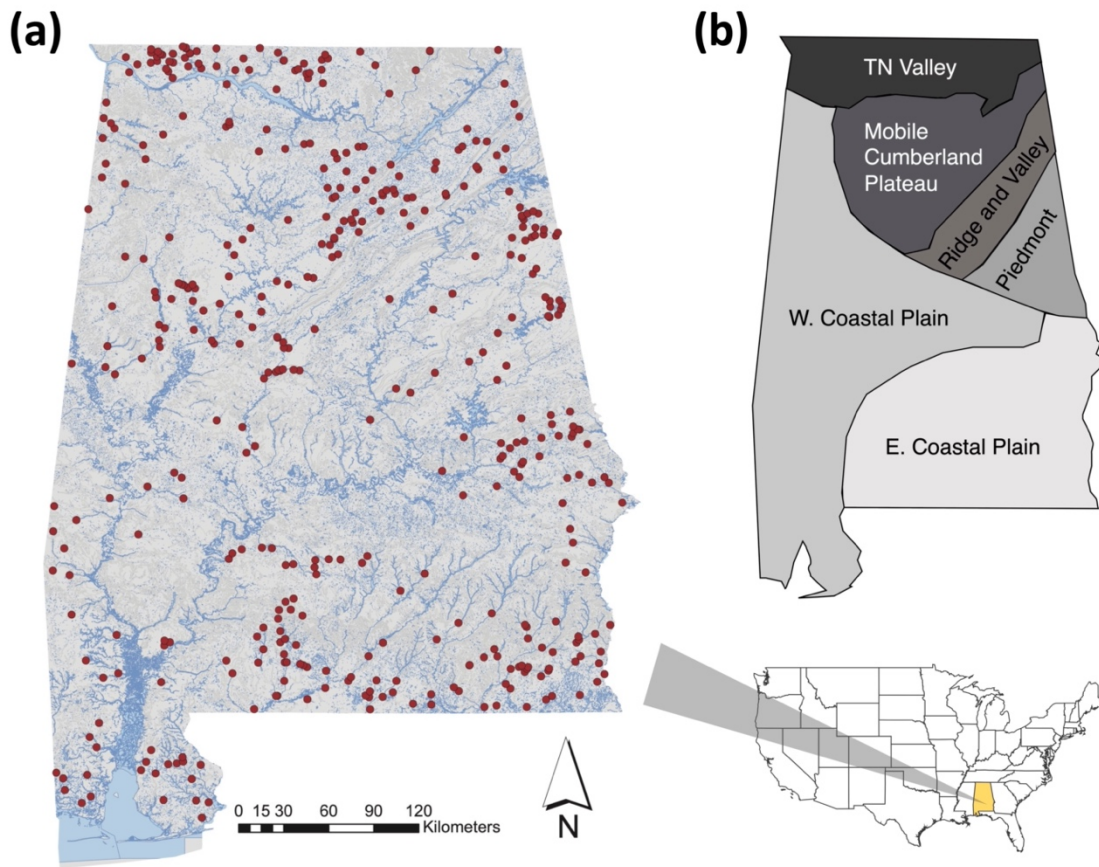 (a)
(b)
TN Valley
Mobile
Cumberland
Plateau
Ridge and Valley
Piedmont
W. Coastal Plain
E. Coastal Plain
0 15 30 60 90 120
Kilometers
N